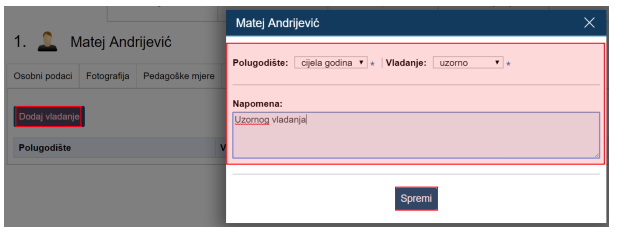 1. Matej Andrijević
Osobni podaci Fotografija Pedagoške mjere
Dodaj vladanje
Polugodište V
Matej Andrijević
Polugodište: cijela godina * Vladanje: uzorno *
Napomena:
Uzornog vladanja
Spremi